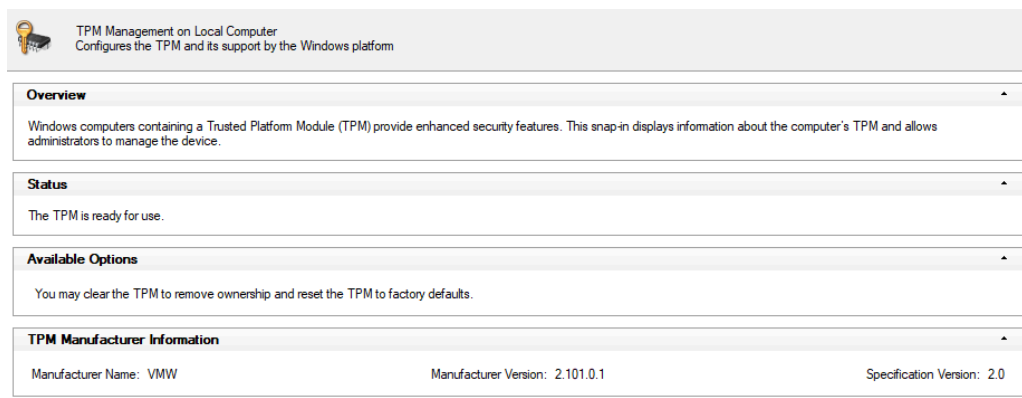 TPM Management on Local Computer
Configures the TPM and its support by the Windows platform
Overview
Windows computers containing a Trusted Platform Module (TPM) provide enhanced security features. This snap-in displays information about the computer's TPM and allows
administrators to manage the device.
Status
The TPM is ready for use.
Available Options
You may clear the TPM to remove ownership and reset the TPM to factory defaults.
TPM Manufacturer Information
Manufacturer Name: VMW Manufacturer Version: 2.101.0.1 Specification Version: 2.0